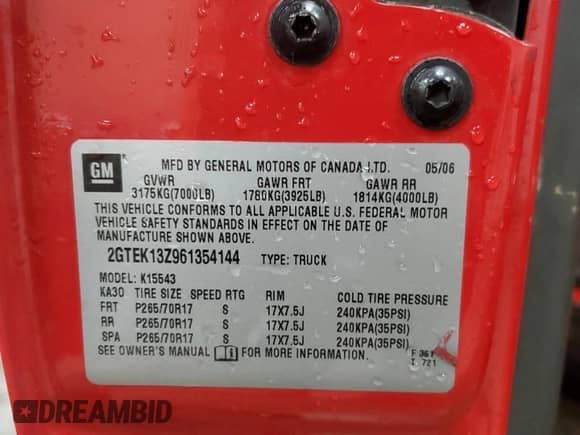 GM
MFD BY GENERAL MOTORS OF CANADA LTD. 05/06
GVWR GAWR FRT GAWR RR
3175KG(7000LB) 1780KG(3925LB) 1814KG(4000LB)
THIS VEHICLE CONFORMS TO ALL APPLICABLE U.S. FEDERAL MOTOR
VEHICLE SAFETY STANDARDS IN EFFECT ON THE DATE OF
MANUFACTURE SHOWN ABOVE.
2GTEK13Z961354144 TYPE: TRUCK
MODEL: K15543
KA30 TIRE SIZE SPEED RTG RIM COLD TIRE PRESSURE
FRT P265/70R17 S 17X7.5J 240KPA(35PSI)
RR P265/70R17 S 17X7.5J 240KPA(35PSI)
SPA P265/70R17 S 17X7.5J 240KPA(35PSI)
SEE OWNER'S MANUAL FOR MORE INFORMATION.
721
DREAMBID